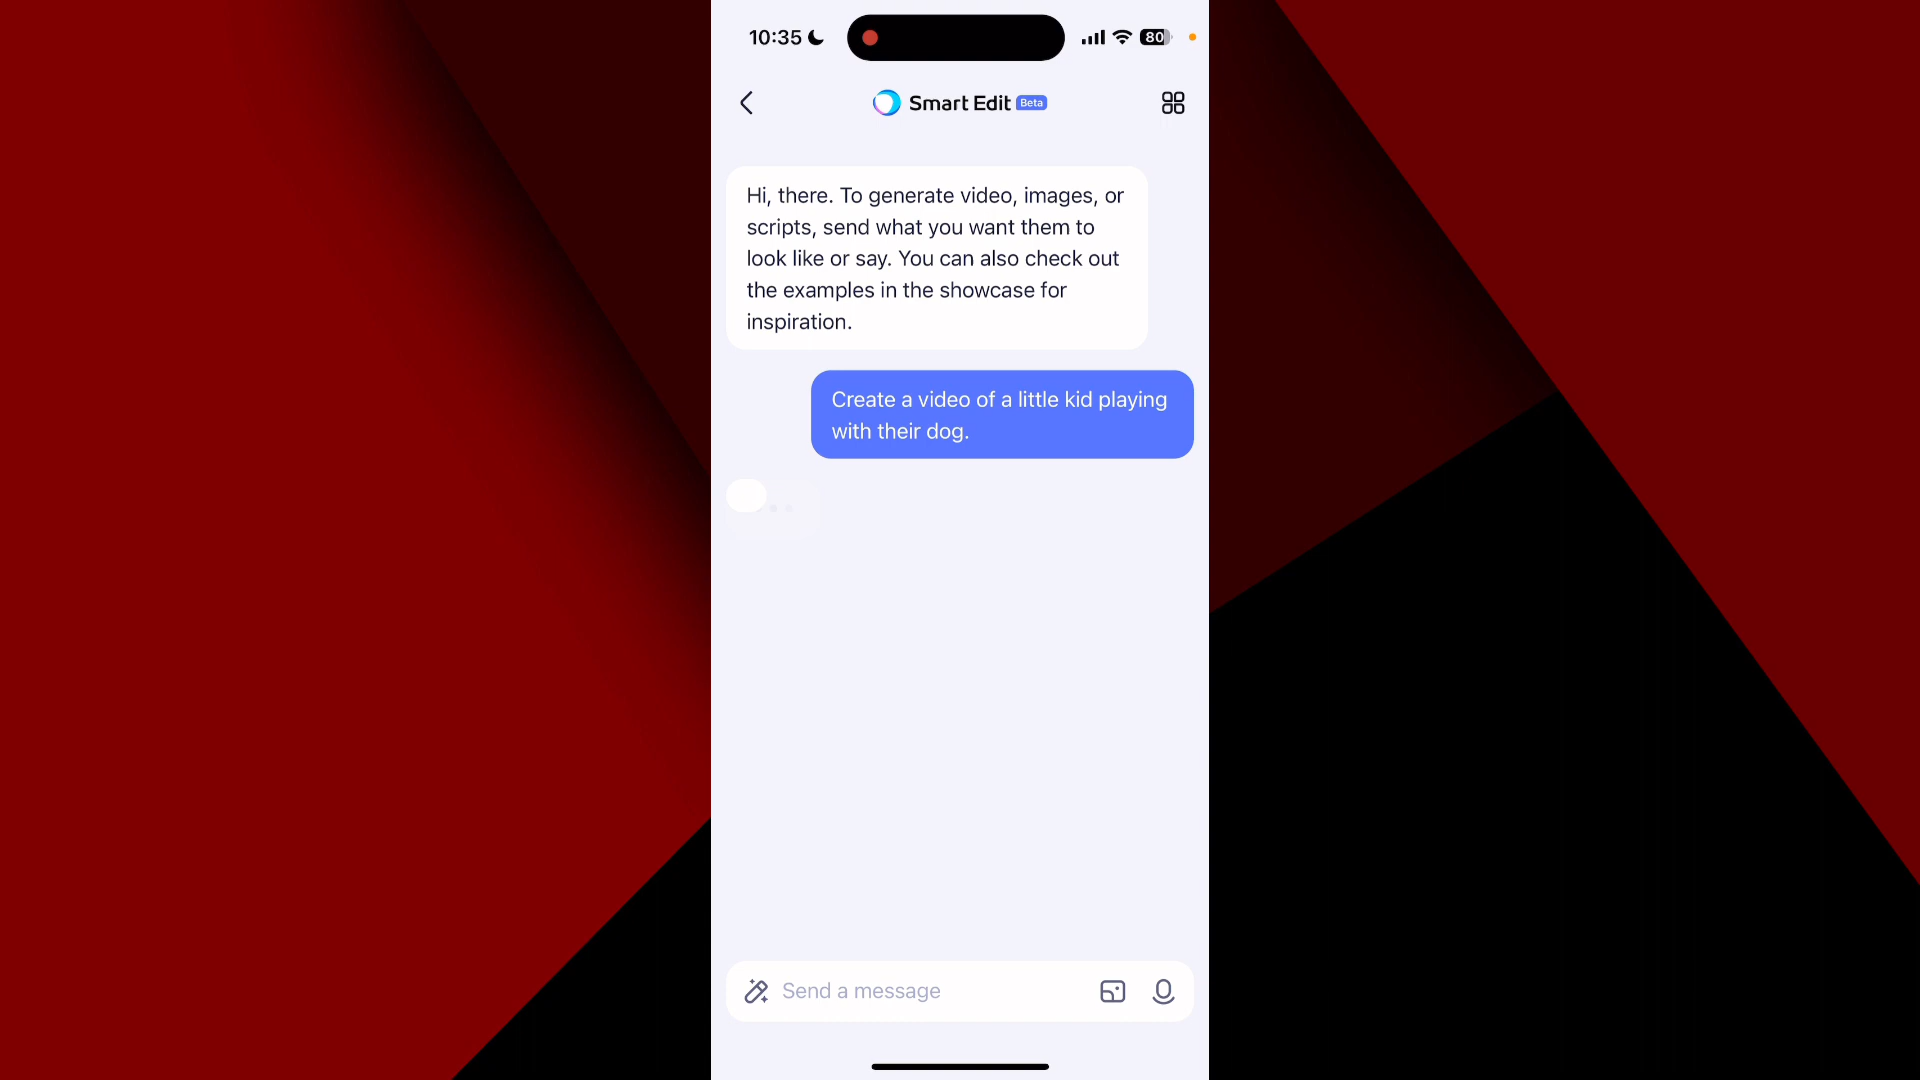 10:35
80
Smart Edit Beta
Hi, there. To generate video, images, or
scripts, send what you want them to
look like or say. You can also check out
the examples in the showcase for
inspiration.
Create a video of a little kid playing
with their dog.
Send a message